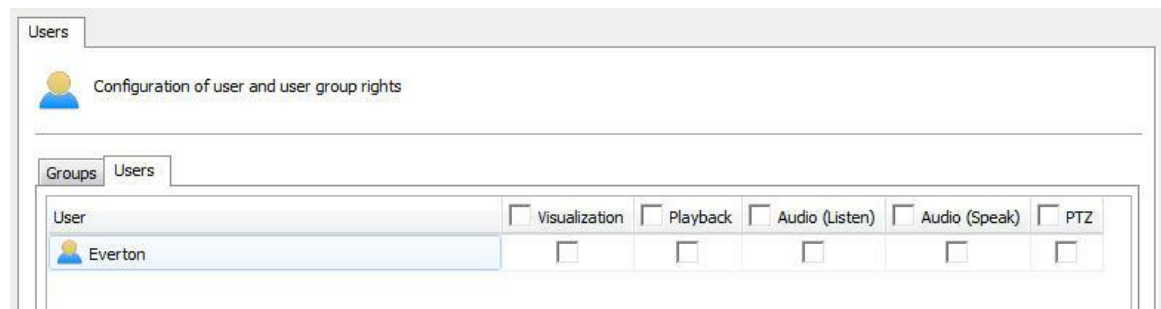 Users
Configuration of user and user group rights
Groups Users
User Visualization Playback Audio (Listen) Audio (Speak) PTZ
Everton